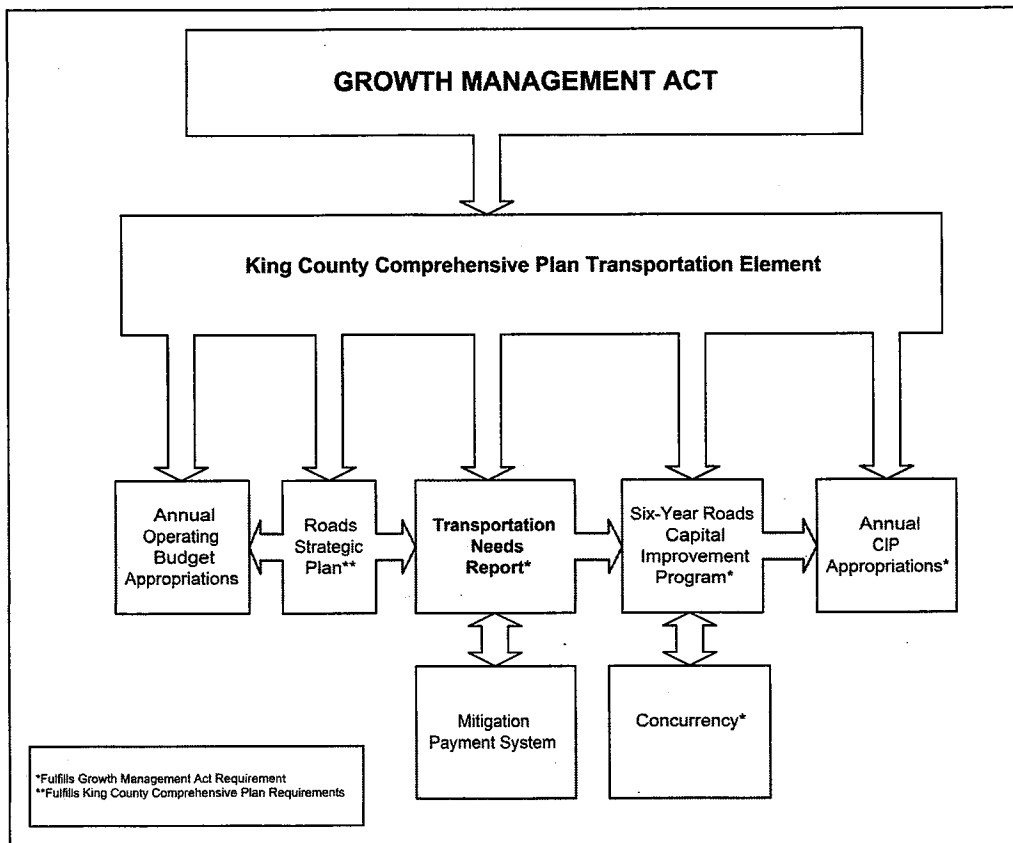 GROWTH MANAGEMENT ACT
King County Comprehensive Plan Transportation Element
Annual
Operating
Budget
Appropriations
Roads
Strategic
Plan**
Transportation
Needs
Report*
Six-Year Roads
Capital
Improvement
Program*
Annual
CIP
Appropriations*
Mitigation
Payment System
Concurrency*
*Fulfills Growth Management Act Requirement
**Fulfills King County Comprehensive Plan Requirements